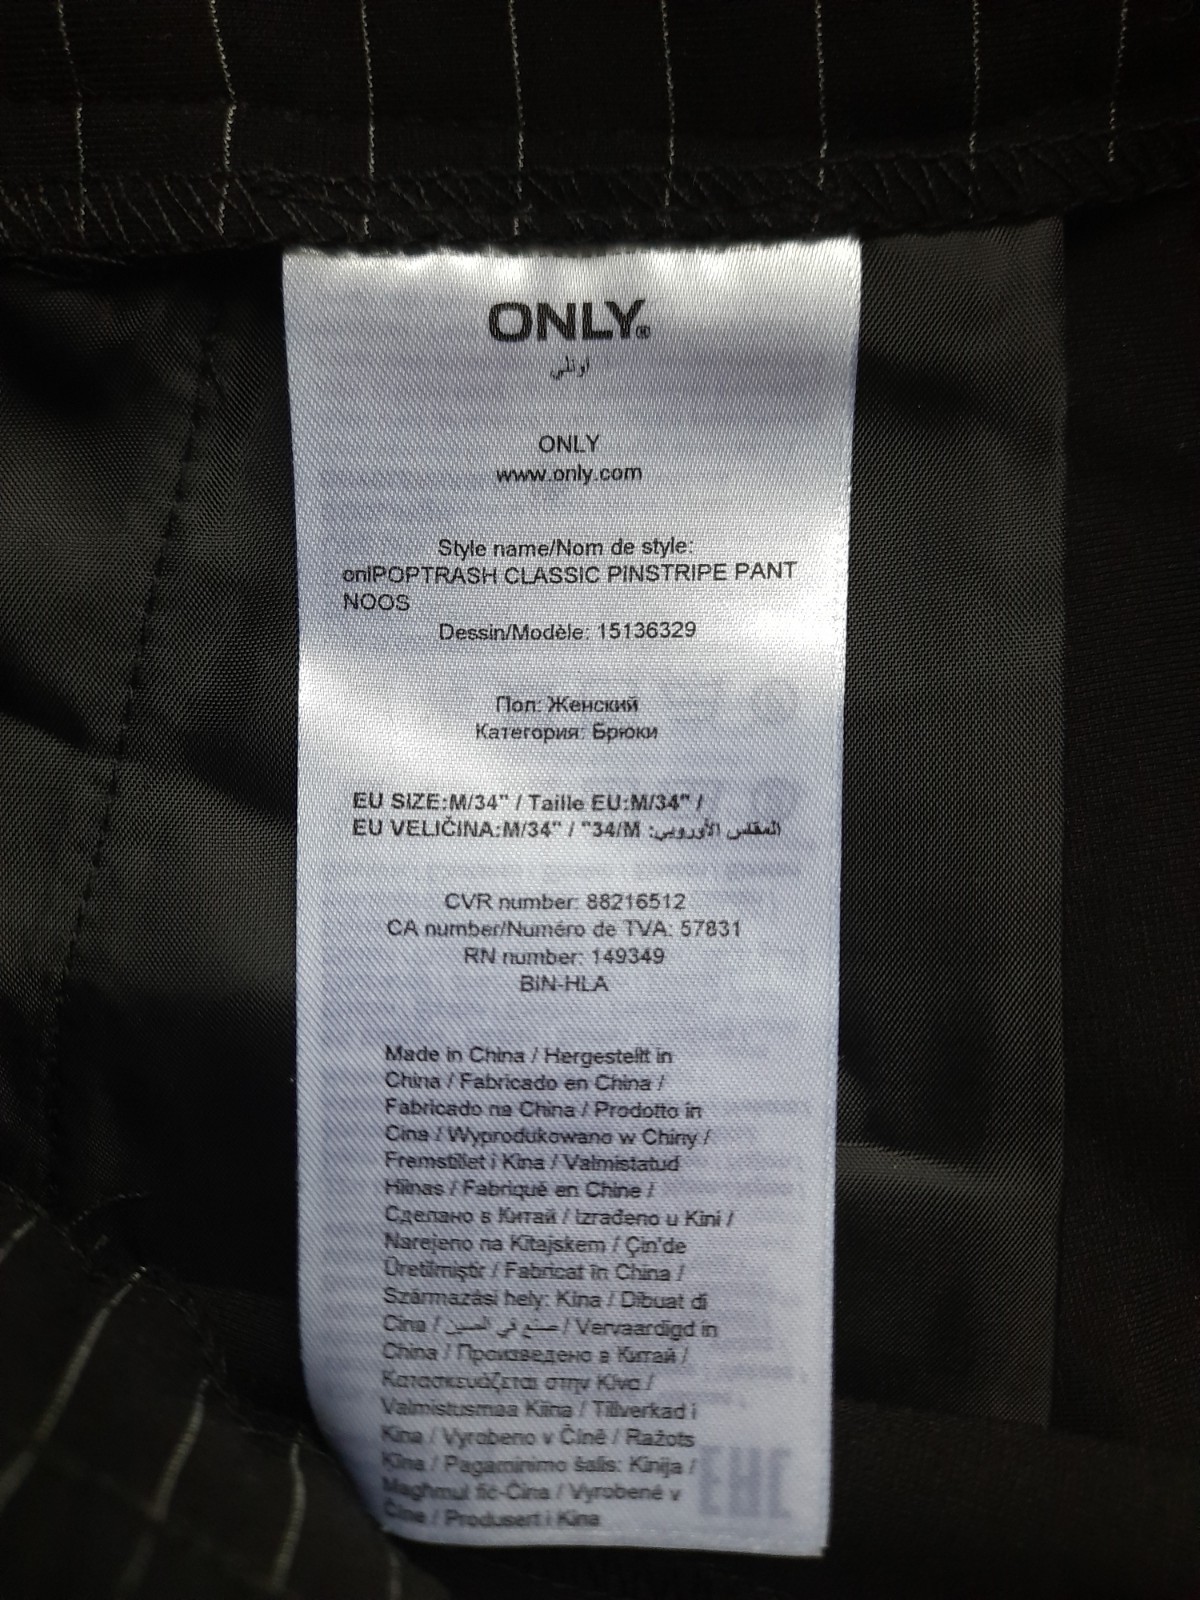 ONLY®
اونلي
ONLY
www.only.com
Style name/Nom de style:
onlPOPTRASH CLASSIC PINSTRIPE PANT
NOOS
Dessin/Modèle: 15136329
Пол: Женский
Категория: Брюки
EU SIZE:M/34" / Taille EU:M/34" /
EU VELIČINA:M/34" / "34/M :المقاس الأوروبي
CVR number: 88216512
CA number/Numéro de TVA: 57831
RN number: 149349
BIN-HLA
Made in China / Hergestellt in
China / Fabricado en China /
Fabricado na China / Prodotto in
Cina / Wyprodukowano w Chiny /
Fremstillet i Kina / Valmistatud
Hiinas / Fabriqué en Chine /
Сделано в Китай / Izrađeno u Kini /
Narejeno na Kitajskem / Çin'de
Üretilmiştir / Fabricat în China /
Származási hely: Kína / Dibuat di
Cina / صنع في الصين / Vervaardigd in
China / Произведено в Китай /
Κατασκευάζεται στην Κίνα /
Valmistusmaa Kiina / Tillverkad i
Kina / Vyrobeno v Číně / Ražots
Ķīna / Pagaminimo šalis: Kinija /
Maghmul fiċ-Ċina / Vyrobené v
Číne / Produsert i Kina